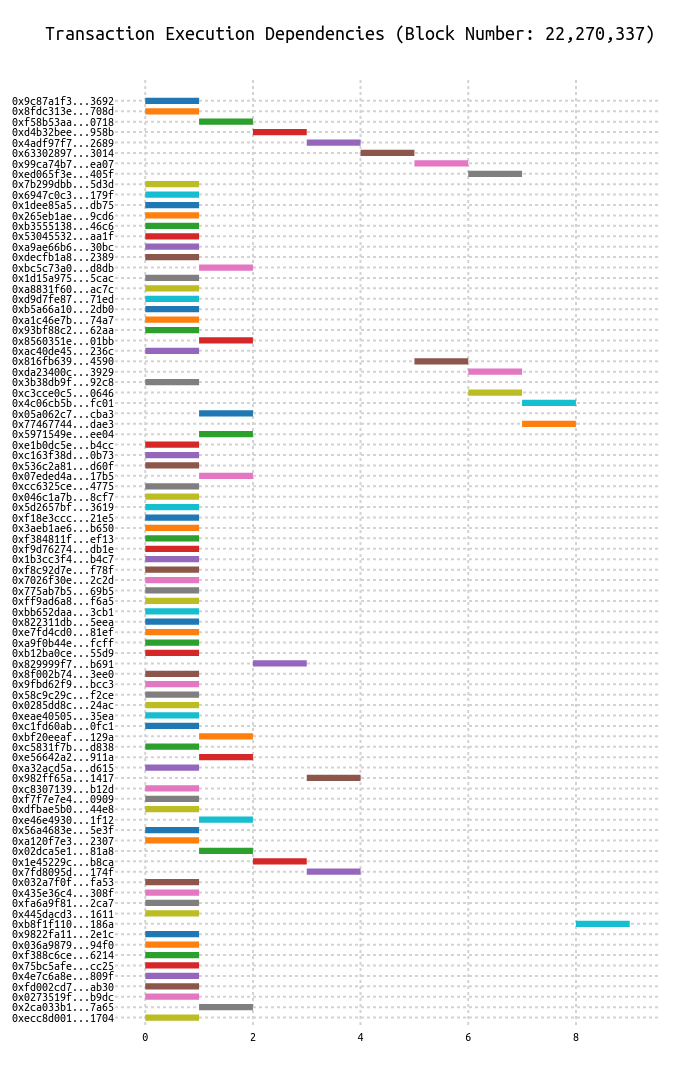 Transaction Execution Dependencies (Block Number: 22,270,337)
0x9c87a1f3...3692
0x8fdc313e...708d
0xf58b53aa...0718
0xd4b32bee...958b
0x4adf97f7...2689
0x63302897...3014
0x99ca74b7...ea07
0xed065f3e...405f
0x7b299dbb...5d3d
0x6947c0c3...179f
0x1dee85a5...db75
0x265eb1ae...9cd6
0xb3555138...46c6
0x53045532...aa1f
0xa9ae66b6...30bc
0xdecfb1a8...2389
0xbc5c73a0...d8db
0x1d15a975...5cac
0xa8831f60...ac7c
0xd9d7fe87...71ed
0xb5a66a10...2db0
0xa1c46e7b...74a7
0x93bf88c2...62aa
0x8560351e...01bb
0xac40de45...236c
0x816fb639...4590
0xda23400c...3929
0x3b38db9f...92c8
0xc3cce0c5...0646
0x4c06cb5b...fc01
0x05a062c7...cba3
0x77467744...dae3
0x5971549e...ee04
0xe1b0dc5e...b4cc
0xc163f38d...0b73
0x536c2a81...d60f
0x07eded4a...17b5
0xcc6325ce...4775
0x046c1a7b...8cf7
0x5d2657bf...3619
0xf18e3ccc...21e5
0x3aeb1ae6...b650
0xf384811f...ef13
0xf9d76274...db1e
0x1b3cc3f4...b4c7
0xf8c92d7e...f78f
0x7026f30e...2c2d
0x775ab7b5...69b5
0xff9ad6a8...f6a5
0xbb652daa...3cb1
0x822311db...5eea
0xe7fd4cd0...81ef
0xa9f0b44e...fcff
0xb12ba0ce...55d9
0x829999f7...b691
0x8f002b74...3ee0
0x9fbd62f9...bcc3
0x58c9c29c...f2ce
0x0285dd8c...24ac
0xeae40505...35ea
0xc1fd60ab...0fc1
0xbf20eeaf...129a
0xc5831f7b...d838
0xe56642a2...911a
0xa32acd5a...d615
0x982ff65a...1417
0xc8307139...b12d
0xf7f7e7e4...0909
0xdfbae5b0...44e8
0xe46e4930...1f12
0x56a4683e...5e3f
0xa120f7e3...2307
0x02dca5e1...81a8
0x1e45229c...b8ca
0x7fd8095d...174f
0x032a7f0f...fa53
0x435e36c4...308f
0xfa6a9f81...2ca7
0x445dacd3...1611
0xb8f1f110...186a
0x9822fa11...2e1c
0x036a9879...94f0
0xf388c6ce...6214
0x75bc5afe...cc25
0x4e7c6a8e...809f
0xfd002cd7...ab30
0x0273519f...b9dc
0x2ca033b1...7a65
0xecc8d001...1704
0 2 4 6 8